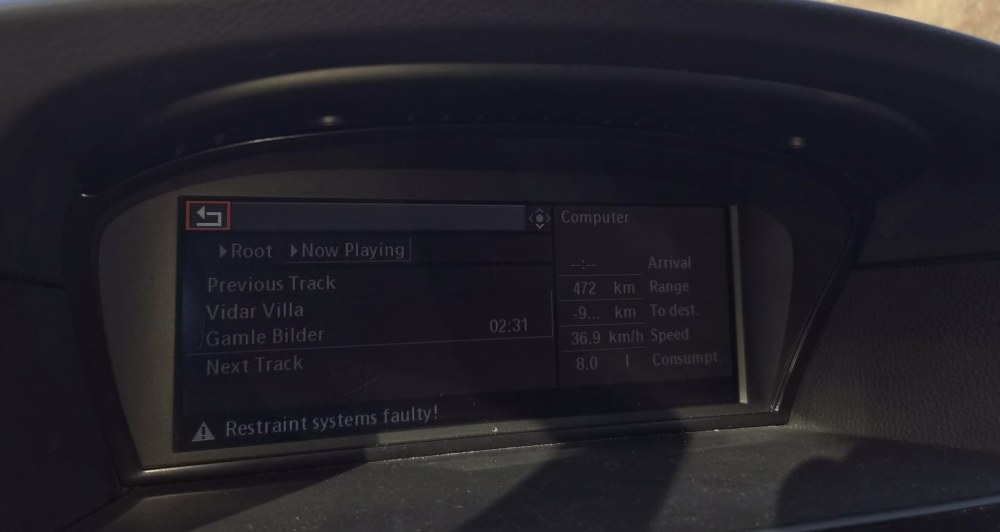 Root Now Playing
Previous Track
Vidar Villa
Gamle Bilder 02:31
Next Track
Restraint systems faulty!
Computer
--:-- Arrival
472 km Range
-9... km To dest.
36.9 km/h Speed
8.0 l Consumpt.